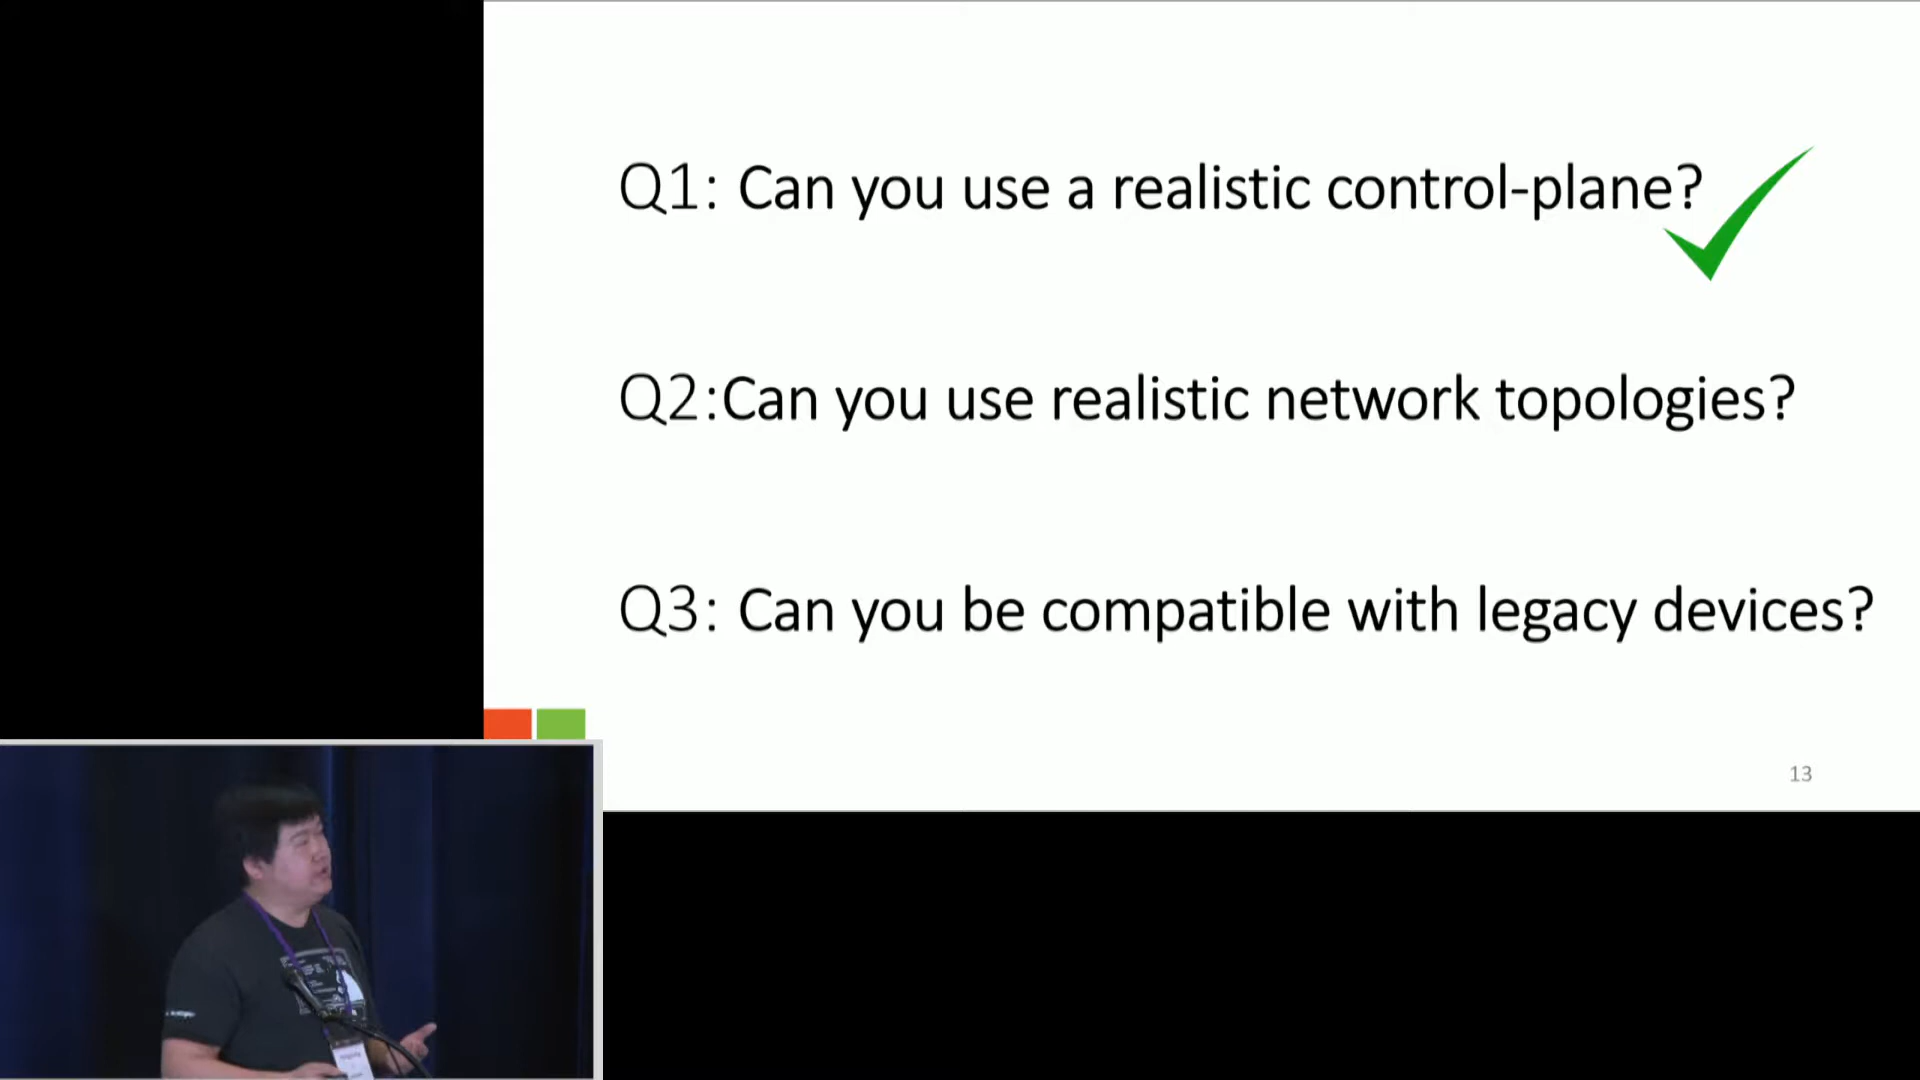 Q1: Can you use a realistic control-plane?
Q2:Can you use realistic network topologies?
Q3: Can you be compatible with legacy devices?
13